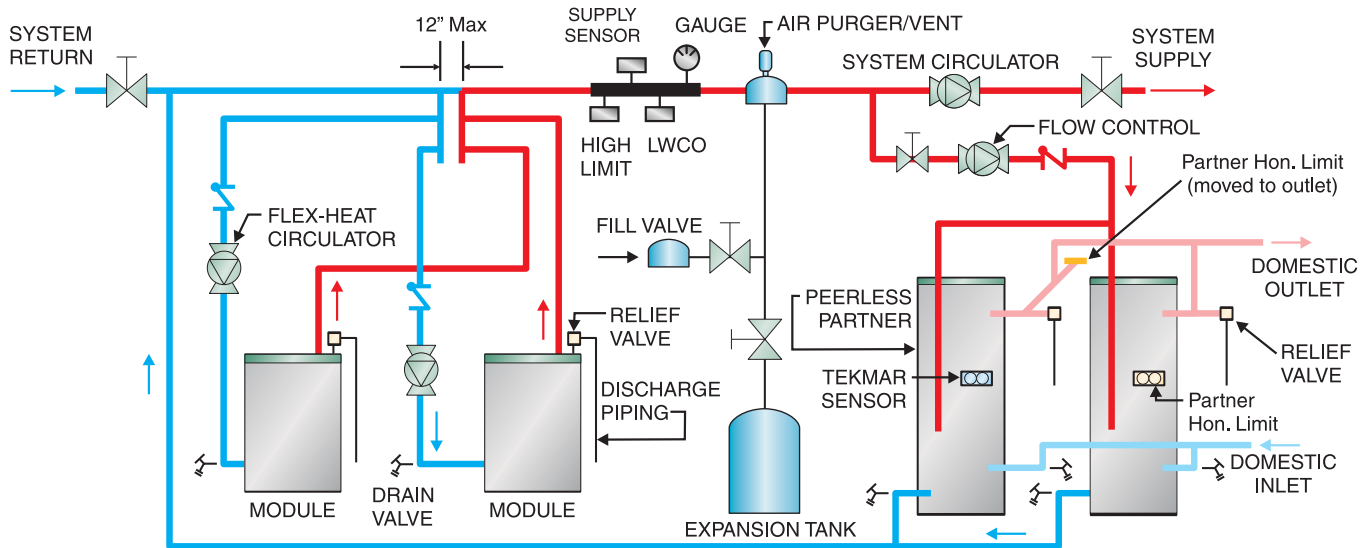 SYSTEM
RETURN
12" Max
SUPPLY
SENSOR
GAUGE
AIR PURGER/VENT
SYSTEM CIRCULATOR
SYSTEM
SUPPLY
HIGH
LIMIT
LWCO
FLOW CONTROL
Partner Hon. Limit
(moved to outlet)
FLEX-HEAT
CIRCULATOR
FILL VALVE
DOMESTIC
OUTLET
PEERLESS
PARTNER
RELIEF
VALVE
RELIEF
VALVE
TEKMAR
SENSOR
DISCHARGE
PIPING
Partner
Hon. Limit
DOMESTIC
INLET
DRAIN
VALVE
MODULE
MODULE
EXPANSION TANK